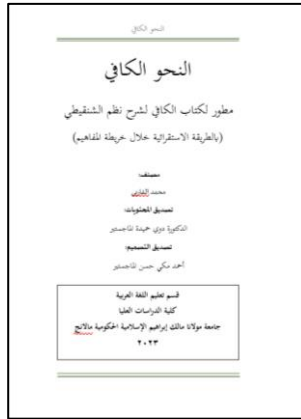 النحو الكافي
النحو الكافي
مطور لكتاب الكافي لشرح نظم الشنقيطي
(بالطريقة الاستقرائية خلال خريطة المفاهيم)
مصنف:
محمد
تصديق المحتويات:
الدكتورة دوي حميدة الماجستير
تصديق التصميم:
أحمد مكي حسن الماجستير
قسم تعليم اللغة العربية
كلية الدراسات العليا
جامعة مولانا مالك إبراهيم الإسلامية الحكومية مالانج
٢٠٢٣